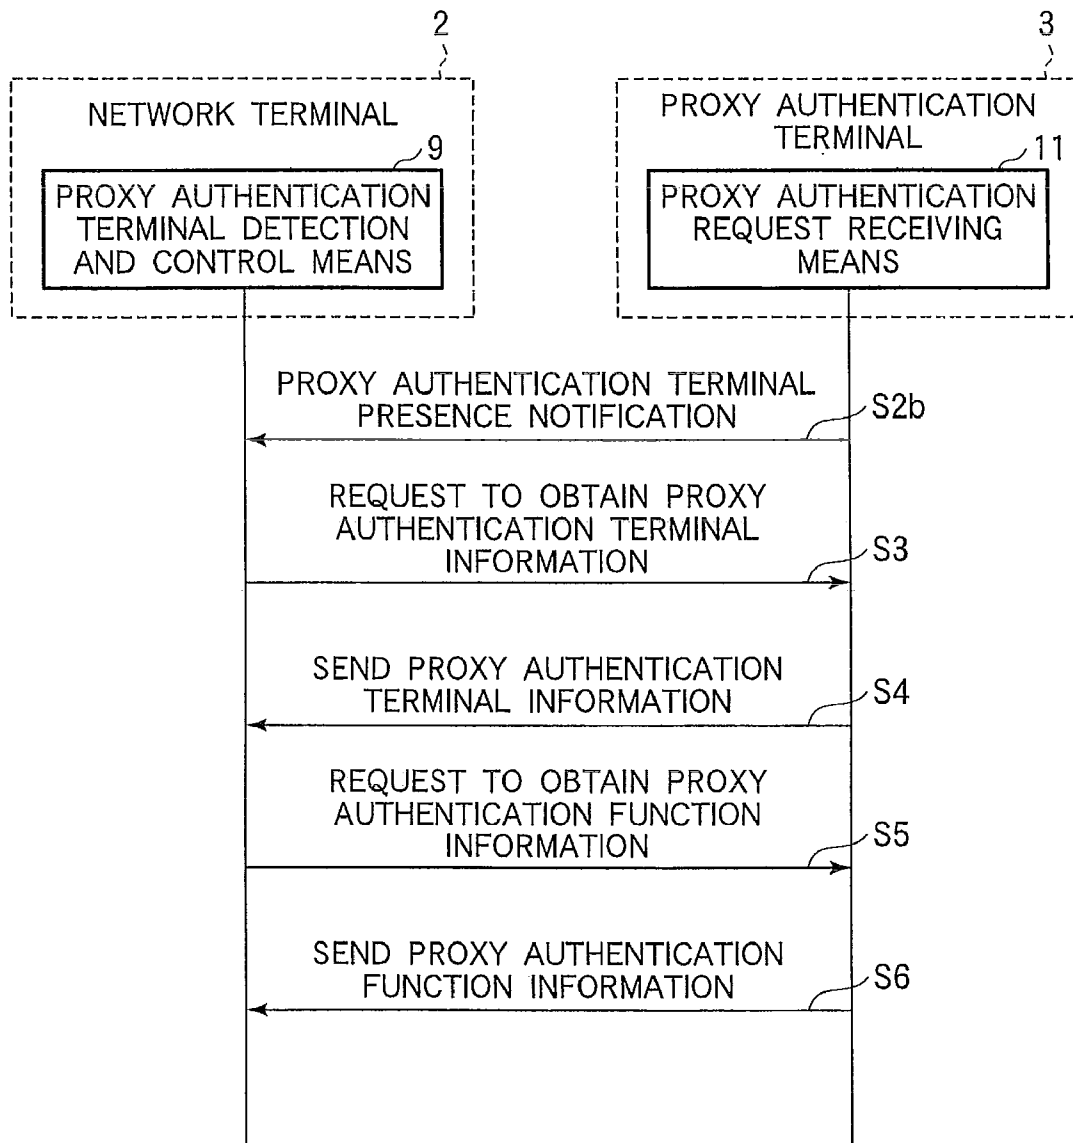 2
3
NETWORK TERMINAL
PROXY AUTHENTICATION
TERMINAL
9
11
PROXY AUTHENTICATION
TERMINAL DETECTION
AND CONTROL MEANS
PROXY AUTHENTICATION
REQUEST RECEIVING
MEANS
PROXY AUTHENTICATION TERMINAL
PRESENCE NOTIFICATION
S2b
REQUEST TO OBTAIN PROXY
AUTHENTICATION TERMINAL
INFORMATION
S3
SEND PROXY AUTHENTICATION
TERMINAL INFORMATION
S4
REQUEST TO OBTAIN PROXY
AUTHENTICATION FUNCTION
INFORMATION
S5
SEND PROXY AUTHENTICATION
FUNCTION INFORMATION
S6